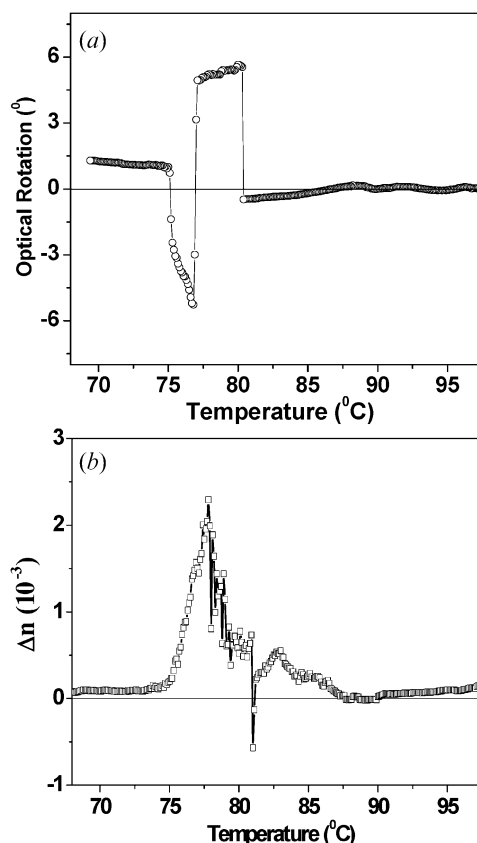 (a)
6
3
0
-3
-6
Optical Rotation (⁰)
70 75 80 85 90 95
Temperature (⁰C)
(b)
3
2
1
0
-1
Δn (10⁻³)
70 75 80 85 90 95
Temperature (⁰C)